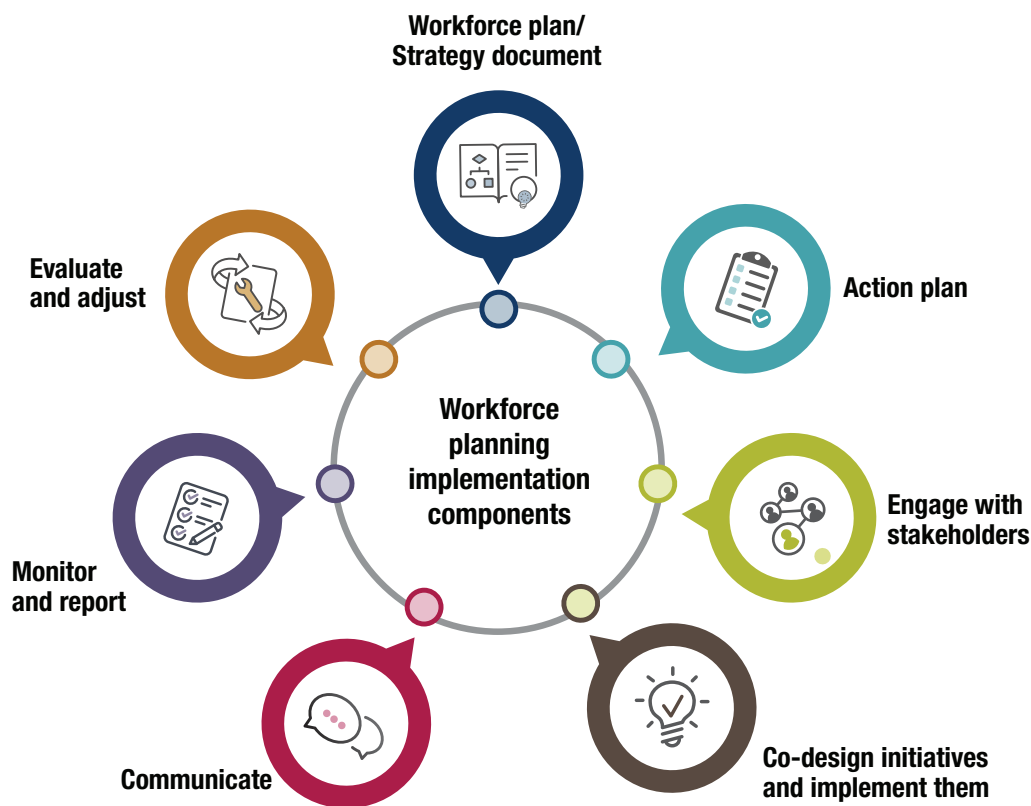 Workforce plan/
Strategy document
Action plan
Engage with
stakeholders
Co-design initiatives
and implement them
Communicate
Monitor
and report
Evaluate
and adjust
Workforce
planning
implementation
components